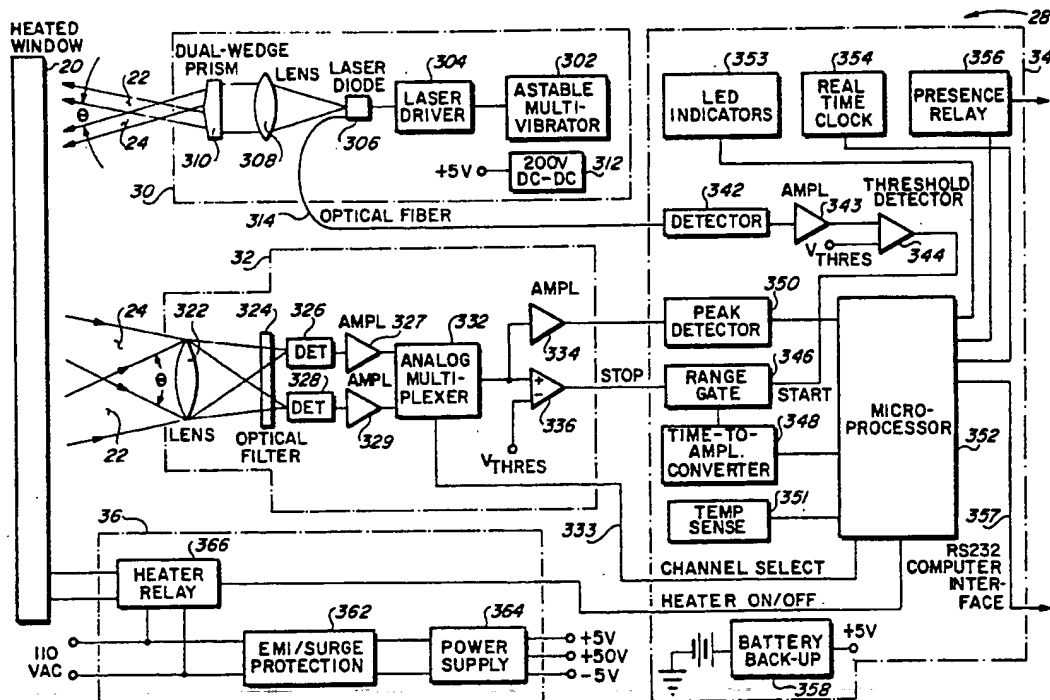 28
HEATED
WINDOW
20
22
θ
24
DUAL-WEDGE
PRISM
310
LENS
308
LASER
DIODE
306
304
LASER
DRIVER
302
ASTABLE
MULTI-
VIBRATOR
+5V
200V
DC-DC
312
30
314
OPTICAL FIBER
353
LED
INDICATORS
354
REAL
TIME
CLOCK
356
PRESENCE
RELAY
34
342
DETECTOR
AMPL
343
THRESHOLD
DETECTOR
344
VTHRES
32
24
322
θ
22
LENS
324
OPTICAL
FILTER
326
DET
328
DET
AMPL
327
AMPL
329
332
ANALOG
MULTI-
PLEXER
AMPL
334
+
−
336
VTHRES
STOP
350
PEAK
DETECTOR
346
RANGE
GATE
START
348
TIME-TO-
AMPL.
CONVERTER
351
TEMP
SENSE
MICRO-
PROCESSOR
352
333
CHANNEL SELECT
HEATER ON/OFF
357
RS232
COMPUTER
INTER-
FACE
36
366
HEATER
RELAY
110
VAC
362
EMI/SURGE
PROTECTION
364
POWER
SUPPLY
+5V
+50V
-5V
BATTERY
BACK-UP
358
+5V